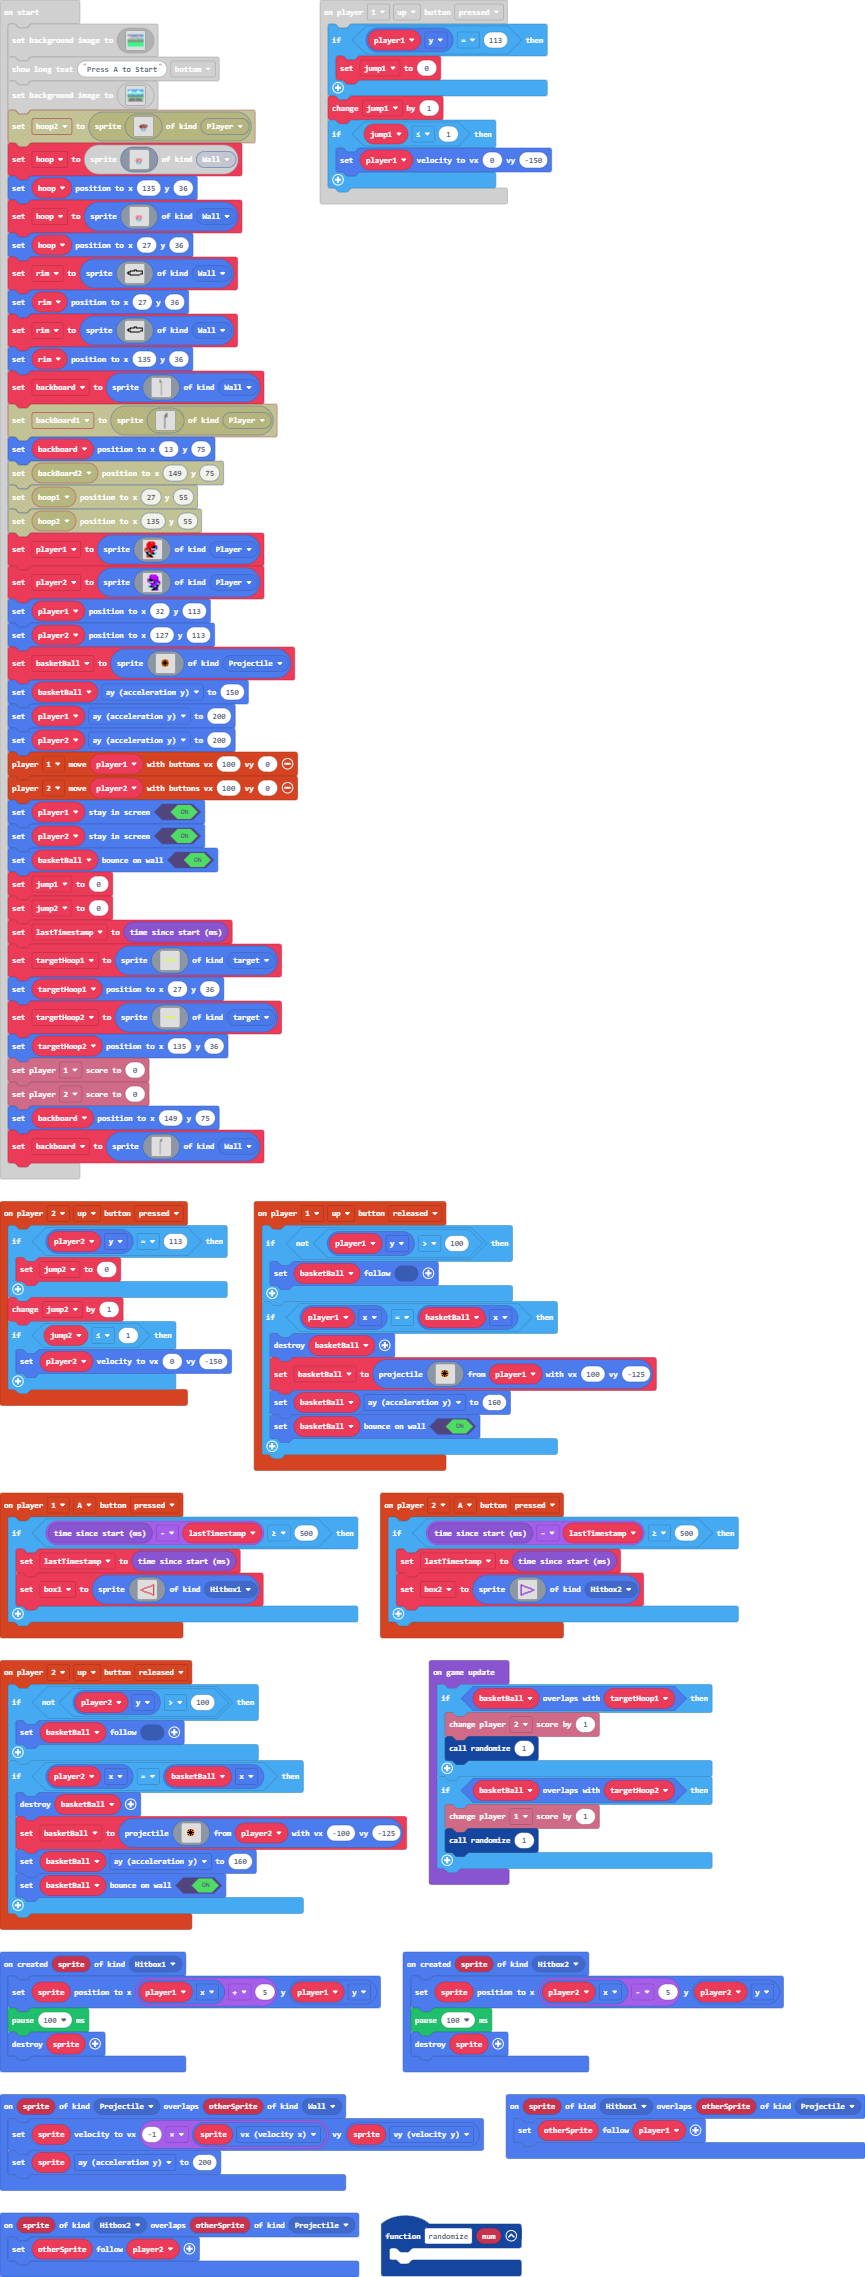 on start
set background image to
show long text "Press A to Start" bottom
set background image to
set hoop2 to sprite of kind Player
set hoop to sprite of kind Wall
set hoop position to x 135 y 36
set hoop to sprite of kind Wall
set hoop position to x 27 y 36
set rim to sprite of kind Wall
set rim position to x 27 y 36
set rim to sprite of kind Wall
set rim position to x 135 y 36
set backboard to sprite of kind Wall
set backBoard1 to sprite of kind Player
set backboard position to x 13 y 75
set backBoard2 position to x 149 y 75
set hoop1 position to x 27 y 55
set hoop2 position to x 135 y 55
set player1 to sprite of kind Player
set player2 to sprite of kind Player
set player1 position to x 32 y 113
set player2 position to x 127 y 113
set basketBall to sprite of kind Projectile
set basketBall ay (acceleration y) to 150
set player1 ay (acceleration y) to 200
set player2 ay (acceleration y) to 200
player 1 move player1 with buttons vx 100 vy 0
player 2 move player2 with buttons vx 100 vy 0
set player1 stay in screen ON
set player2 stay in screen ON
set basketBall bounce on wall ON
set jump1 to 0
set jump2 to 0
set lastTimestamp to time since start (ms)
set targetHoop1 to sprite of kind target
set targetHoop1 position to x 27 y 36
set targetHoop2 to sprite of kind target
set targetHoop2 position to x 135 y 36
set player 1 score to 0
set player 2 score to 0
set backboard position to x 149 y 75
set backboard to sprite of kind Wall
on player 1 up button pressed
if player1 y = 113 then
set jump1 to 0
change jump1 by 1
if jump1 ≤ 1 then
set player1 velocity to vx 0 vy -150
on player 2 up button pressed
if player2 y = 113 then
set jump2 to 0
change jump2 by 1
if jump2 ≤ 1 then
set player2 velocity to vx 0 vy -150
on player 1 up button released
if not player1 y > 100 then
set basketBall follow
if player1 x = basketBall x then
destroy basketBall
set basketBall to projectile from player1 with vx 100 vy -125
set basketBall ay (acceleration y) to 160
set basketBall bounce on wall ON
on player 1 A button pressed
if time since start (ms) - lastTimestamp ≥ 500 then
set lastTimestamp to time since start (ms)
set box1 to sprite of kind Hitbox1
on player 2 A button pressed
if time since start (ms) - lastTimestamp ≥ 500 then
set lastTimestamp to time since start (ms)
set box2 to sprite of kind Hitbox2
on player 2 up button released
if not player2 y > 100 then
set basketBall follow
if player2 x = basketBall x then
destroy basketBall
set basketBall to projectile from player2 with vx -100 vy -125
set basketBall ay (acceleration y) to 160
set basketBall bounce on wall ON
on game update
if basketBall overlaps with targetHoop1 then
change player 2 score by 1
call randomize 1
if basketBall overlaps with targetHoop2 then
change player 1 score by 1
call randomize 1
on created sprite of kind Hitbox1
set sprite position to x player1 x + 5 y player1 y
pause 100 ms
destroy sprite
on created sprite of kind Hitbox2
set sprite position to x player2 x - 5 y player2 y
pause 100 ms
destroy sprite
on sprite of kind Projectile overlaps otherSprite of kind Wall
set sprite velocity to vx -1 × sprite vx (velocity x) vy sprite vy (velocity y)
set sprite ay (acceleration y) to 200
on sprite of kind Hitbox1 overlaps otherSprite of kind Projectile
set otherSprite follow player1
on sprite of kind Hitbox2 overlaps otherSprite of kind Projectile
set otherSprite follow player2
function randomize num